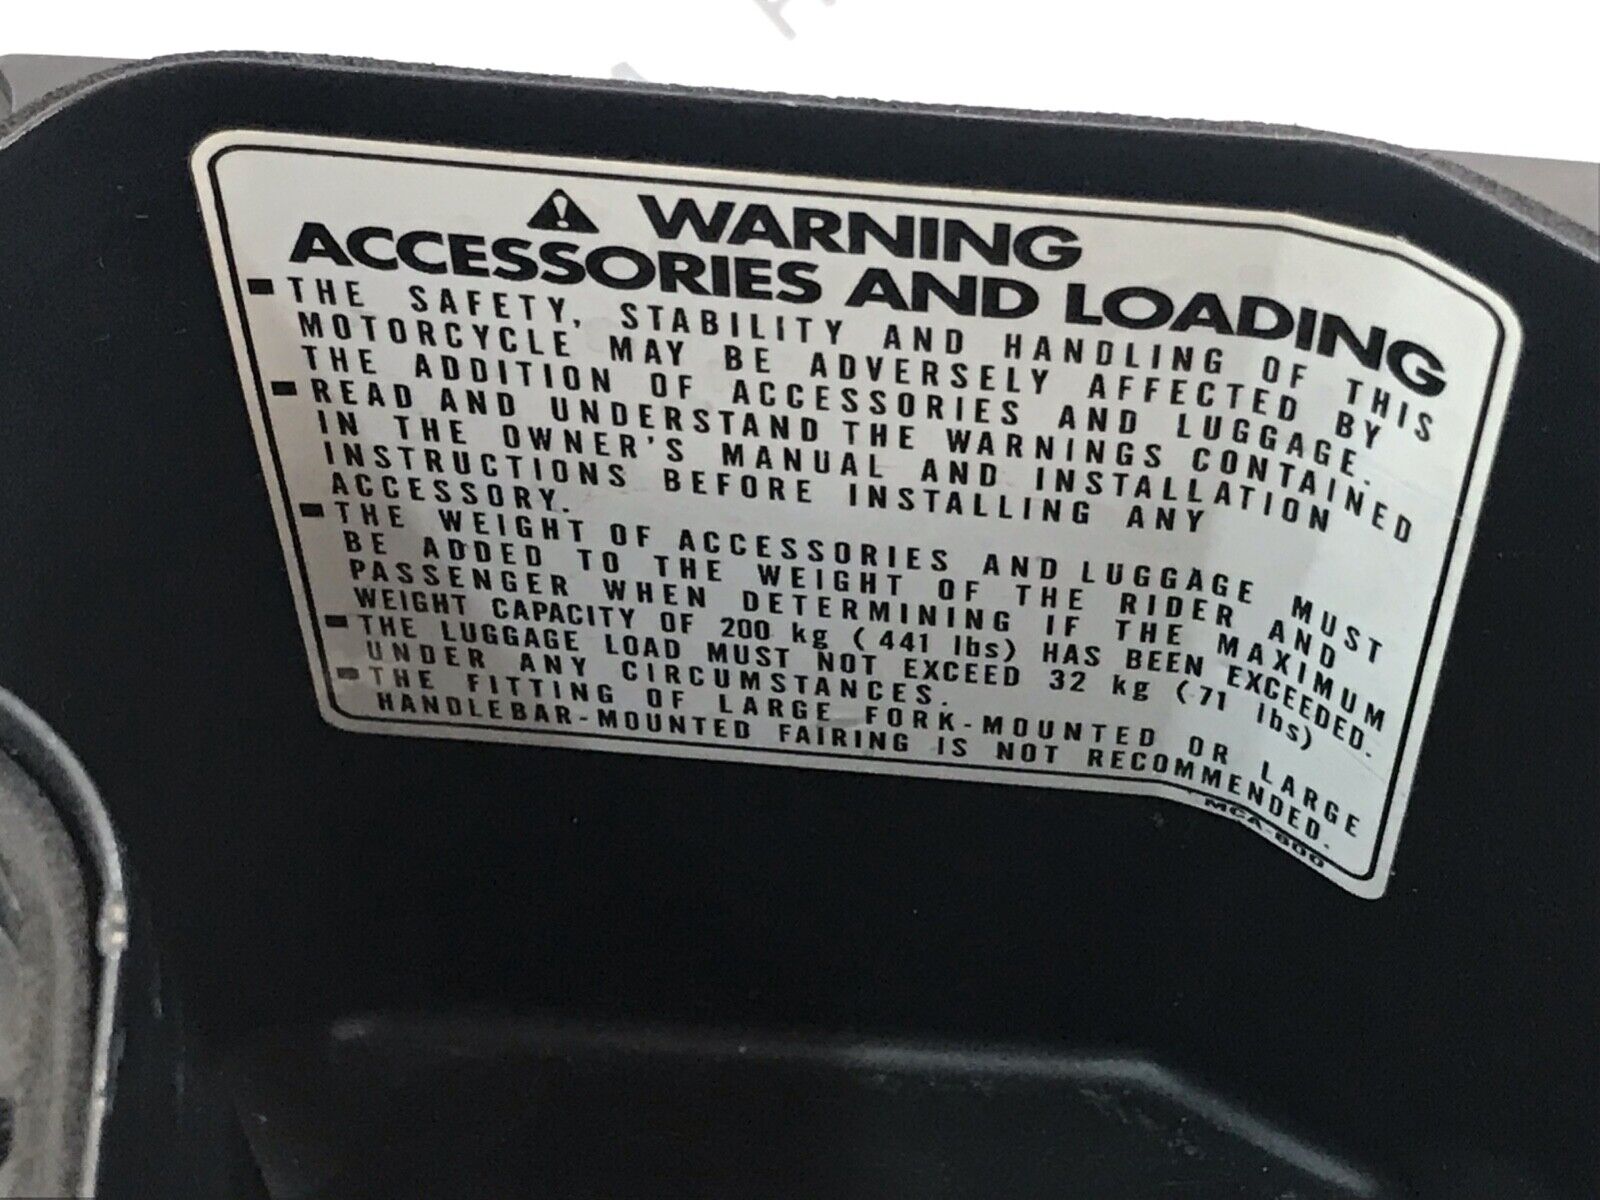 ⚠ WARNING
ACCESSORIES AND LOADING
- THE SAFETY, STABILITY AND HANDLING OF THIS
MOTORCYCLE MAY BE ADVERSELY AFFECTED BY
THE ADDITION OF ACCESSORIES AND LUGGAGE.
- READ AND UNDERSTAND THE WARNINGS CONTAINED
IN THE OWNER'S MANUAL AND INSTALLATION
INSTRUCTIONS BEFORE INSTALLING ANY
ACCESSORY.
- THE WEIGHT OF ACCESSORIES AND LUGGAGE MUST
BE ADDED TO THE WEIGHT OF THE RIDER AND
PASSENGER WHEN DETERMINING IF THE MAXIMUM
WEIGHT CAPACITY OF 200 kg (441 lbs) HAS BEEN EXCEEDED.
- THE LUGGAGE LOAD MUST NOT EXCEED 32 kg (71 lbs)
UNDER ANY CIRCUMSTANCES.
- THE FITTING OF LARGE FORK-MOUNTED OR LARGE
HANDLEBAR-MOUNTED FAIRING IS NOT RECOMMENDED.
MCA-800